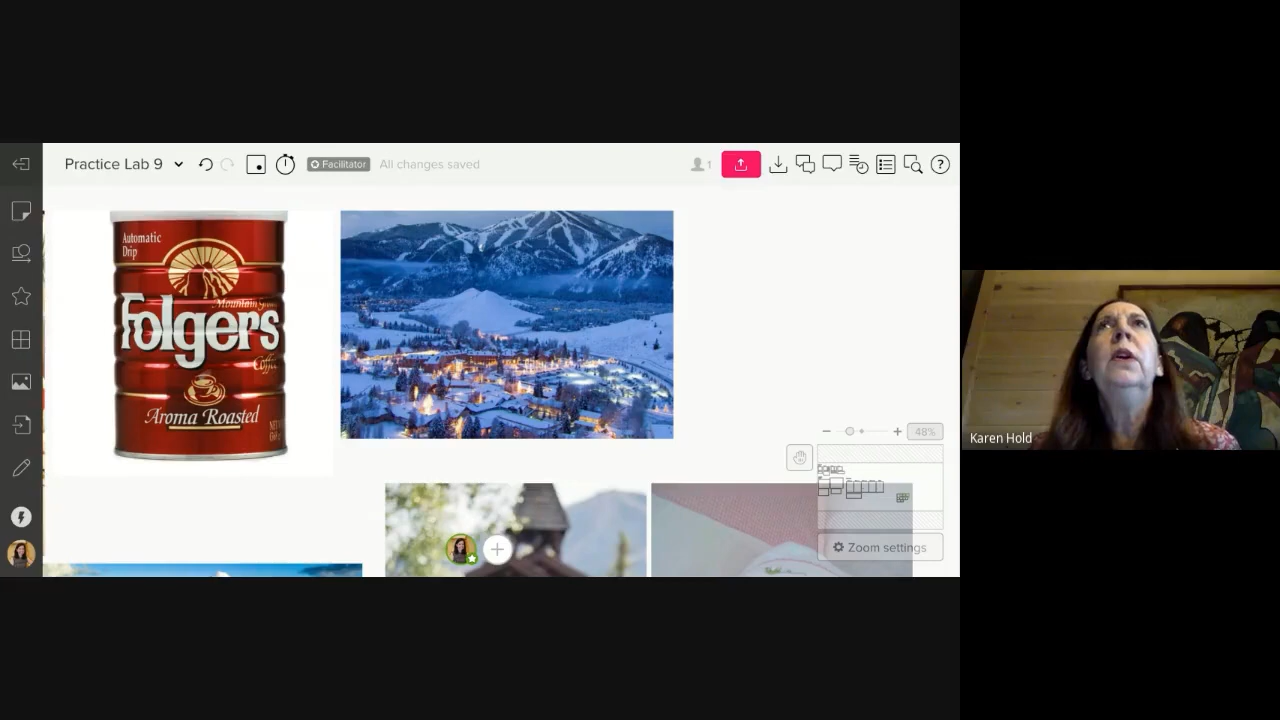 Practice Lab 9
Facilitator
All changes saved
1
?
Automatic
Drip
Mountain
Folgers
Coffee
Aroma Roasted
48%
Zoom settings
Karen Hold